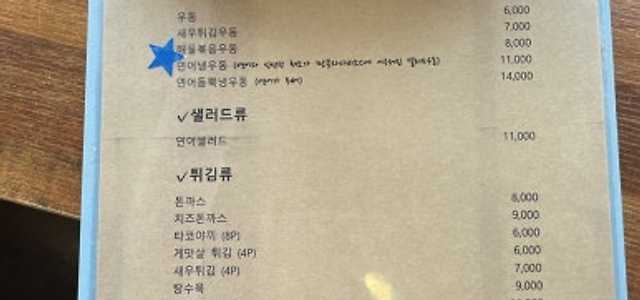 우동 6,000
새우튀김우동 7,000
해물볶음우동 8,000
연어냉우동 11,000
연어듬뿍냉우동 14,000
✓샐러드류
연어샐러드 11,000
✓튀김류
돈까스 8,000
치즈돈까스 9,000
타코야끼 (8P) 6,000
게맛살 튀김 (4P) 6,000
새우튀김 (4P) 7,000
탕수육 9,000